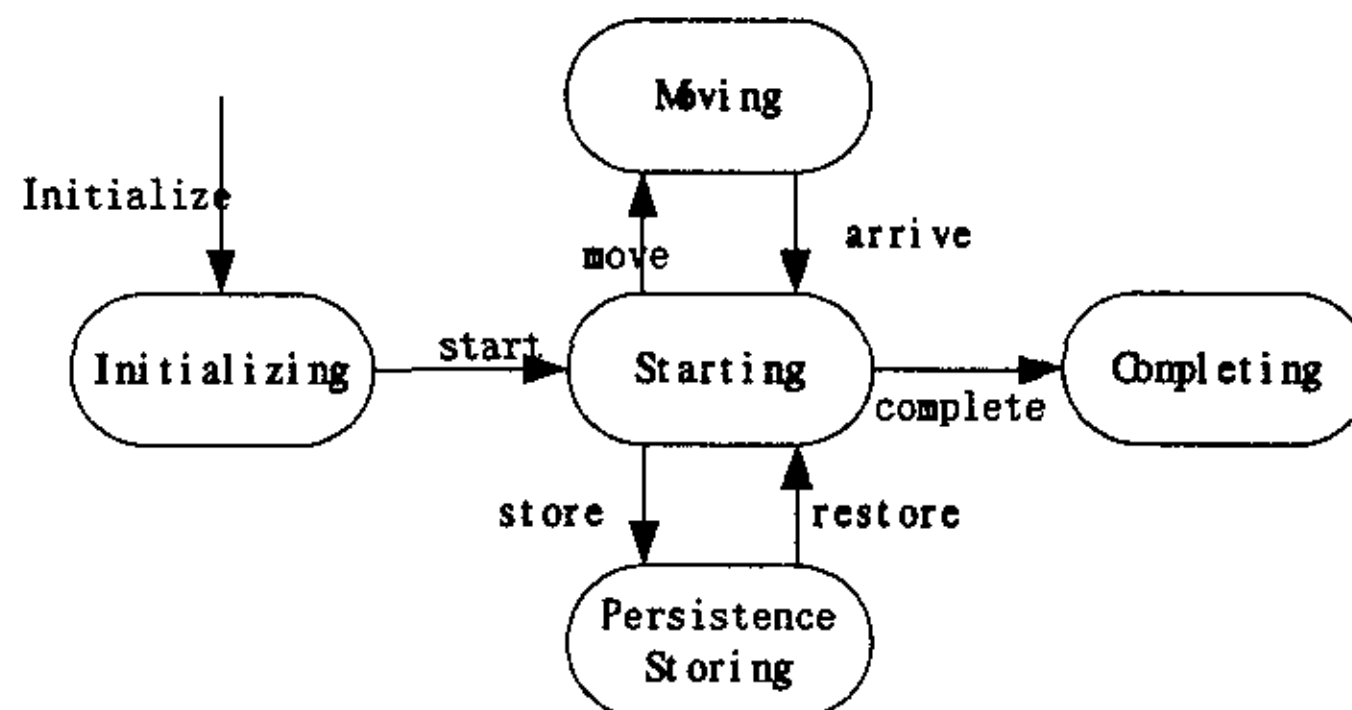 Moving
Initialize
move
arrive
Initializing
start
Starting
complete
Completing
store
restore
Persistence
Storing